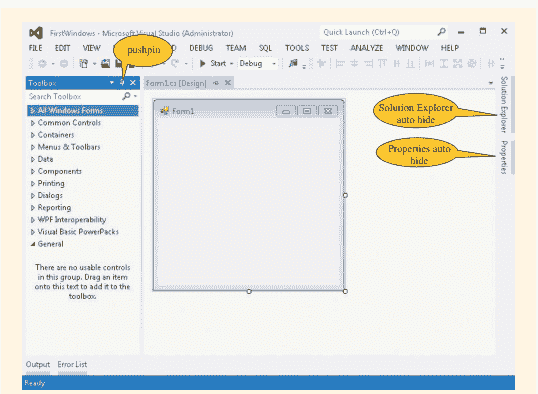 FirstWindows - Microsoft Visual Studio (Administrator)
Quick Launch (Ctrl+Q)
FILE EDIT VIEW DEBUG TEAM SQL TOOLS TEST ANALYZE WINDOW HELP
pushpin
Start Debug
Toolbox
Form1.cs [Design]
Search Toolbox
All Windows Forms
Common Controls
Containers
Menus & Toolbars
Data
Components
Printing
Dialogs
Reporting
WPF Interoperability
Visual Basic PowerPacks
General
There are no usable controls
in this group. Drag an item
onto this text to add it to the
toolbox.
Form1
Solution Explorer
auto hide
Properties auto
hide
Solution Explorer
Properties
Output Error List
Ready